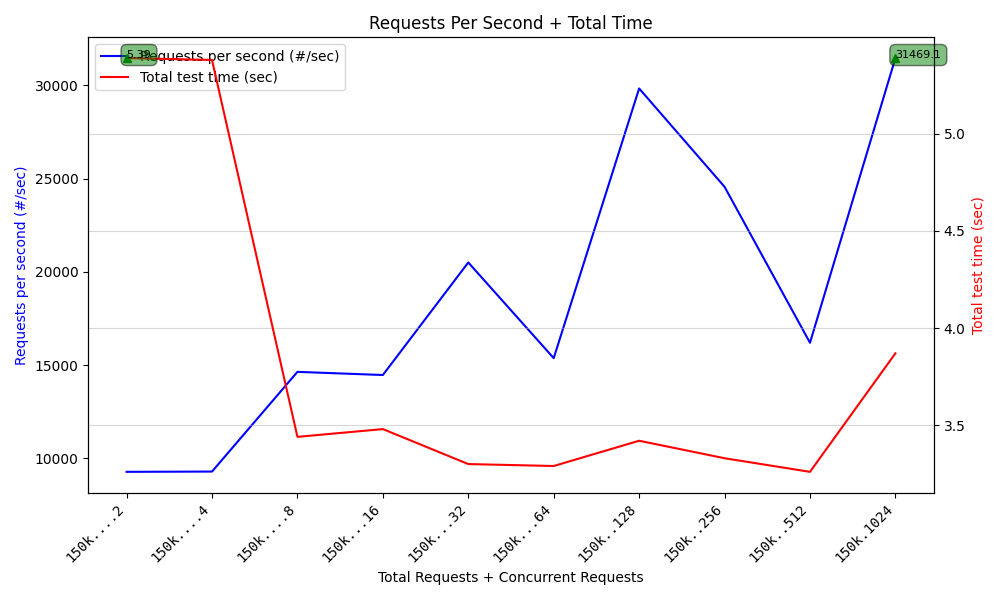 Requests Per Second + Total Time
5.39
Requests per second (#/sec)
Total test time (sec)
31469.1
30000
25000
20000
15000
10000
Requests per second (#/sec)
5.0
4.5
4.0
3.5
Total test time (sec)
150k....2
150k....4
150k....8
150k...16
150k...32
150k...64
150k..128
150k..256
150k..512
150k.1024
Total Requests + Concurrent Requests